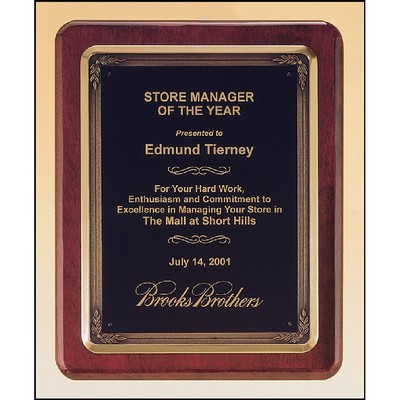 STORE MANAGER
OF THE YEAR
Presented to
Edmund Tierney
For Your Hard Work,
Enthusiasm and Commitment to
Excellence in Managing Your Store in
The Mall at Short Hills
July 14, 2001
Brooks Brothers